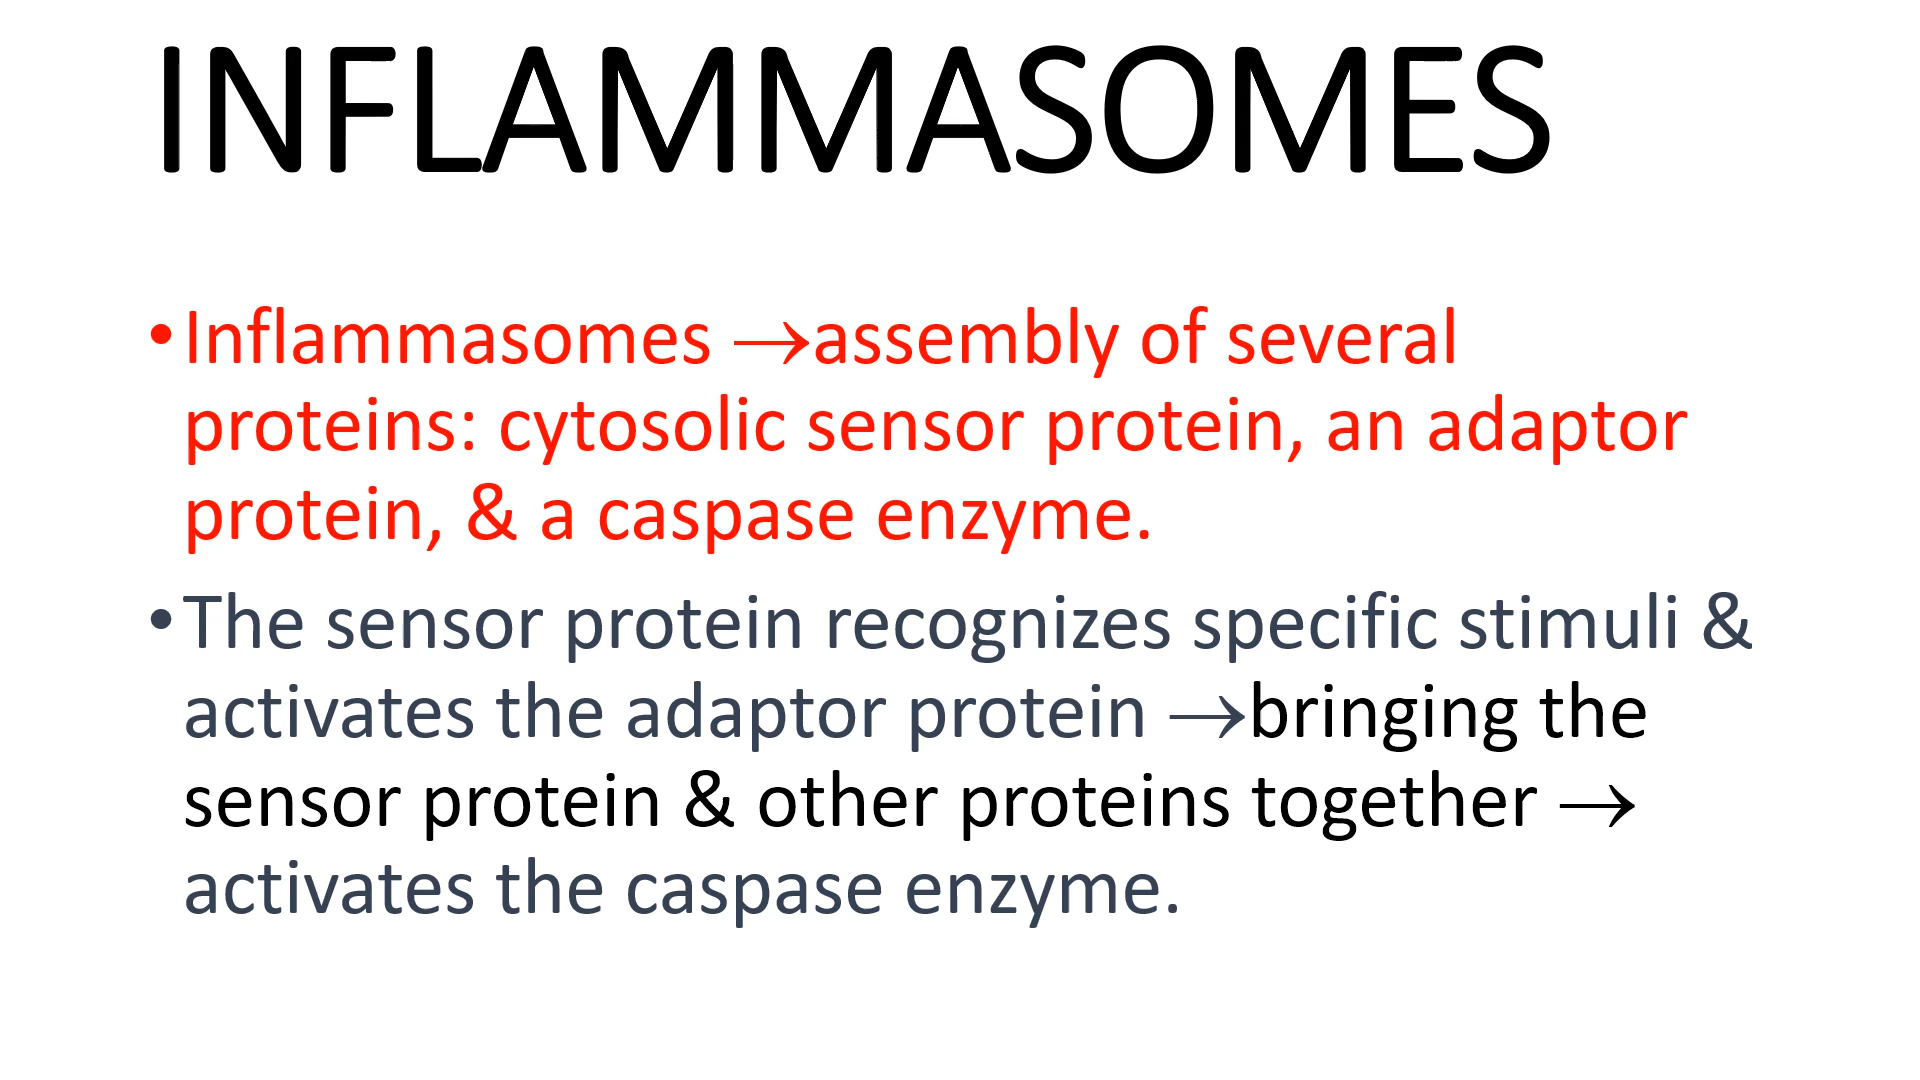 INFLAMMASOMES
•Inflammasomes →assembly of several
proteins: cytosolic sensor protein, an adaptor
protein, & a caspase enzyme.
•The sensor protein recognizes specific stimuli &
activates the adaptor protein →bringing the
sensor protein & other proteins together →
activates the caspase enzyme.